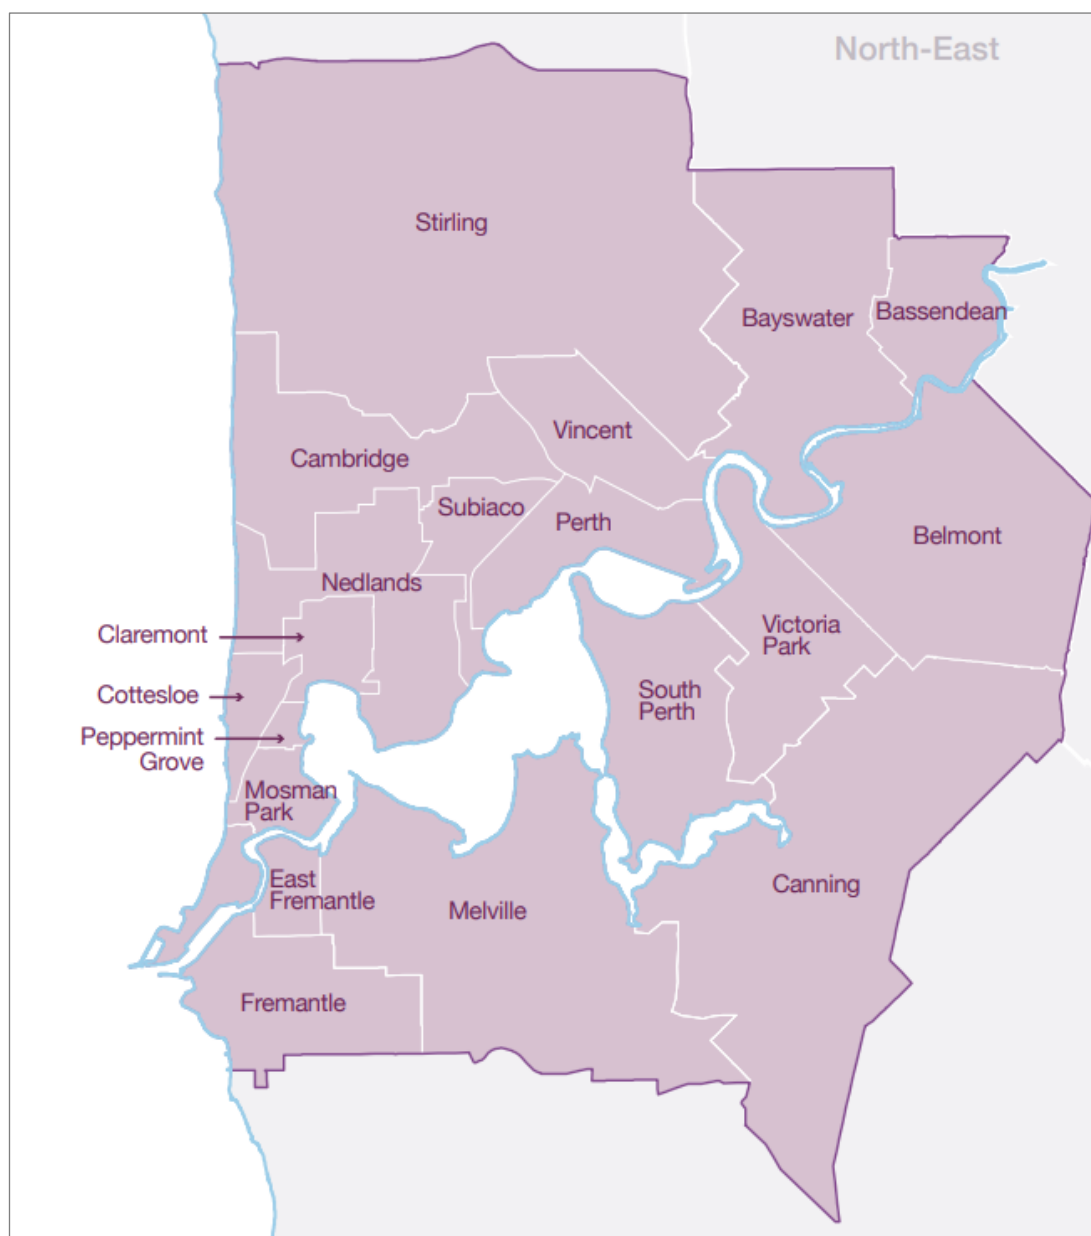 North-East
Stirling
Bayswater
Bassendean
Vincent
Cambridge
Subiaco
Perth
Belmont
Nedlands
Claremont
Victoria
Park
Cottesloe
South
Perth
Peppermint
Grove
Mosman
Park
East
Fremantle
Canning
Melville
Fremantle